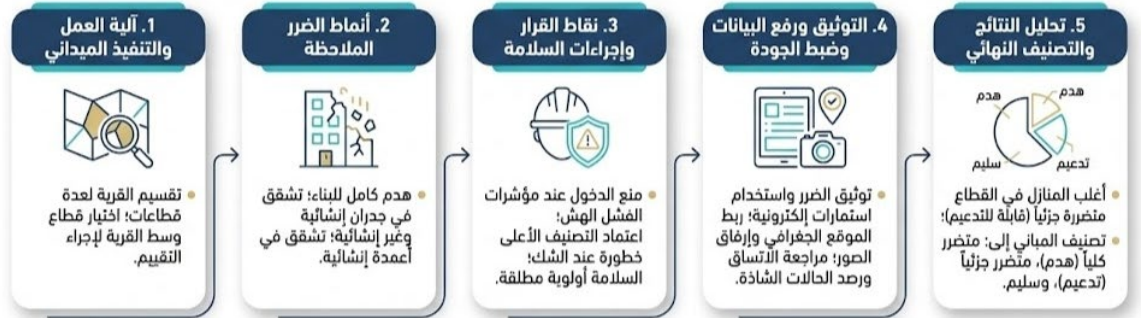 1. آلية العمل
والتنفيذ الميداني
تقسيم القرية لعدة
قطاعات؛ اختيار قطاع
وسط القرية لإجراء
التقييم.
2. أنماط الضرر
الملاحظة
هدم كامل للبناء؛ تشقق
في جدران إنشائية
وغير إنشائية؛ تشقق في
أعمدة إنشائية.
3. نقاط القرار
وإجراءات السلامة
منع الدخول عند مؤشرات
الفشل الهش؛
اعتماد التصنيف الأعلى
خطورة عند الشك؛
السلامة أولوية مطلقة.
4. التوثيق ورفع البيانات
وضبط الجودة
توثيق الضرر واستخدام
استمارات إلكترونية؛ ربط
الموقع الجغرافي وإرفاق
الصور؛ مراجعة الاتساق
ورصد الحالات الشاذة.
5. تحليل النتائج
والتصنيف النهائي
هدم
هدم
تدعيم
سليم
أغلب المنازل في القطاع
متضررة جزئياً (قابلة للتدعيم)؛
تصنيف المباني إلى: متضرر
كلياً (هدم)، متضرر جزئياً
(تدعيم)، وسليم.